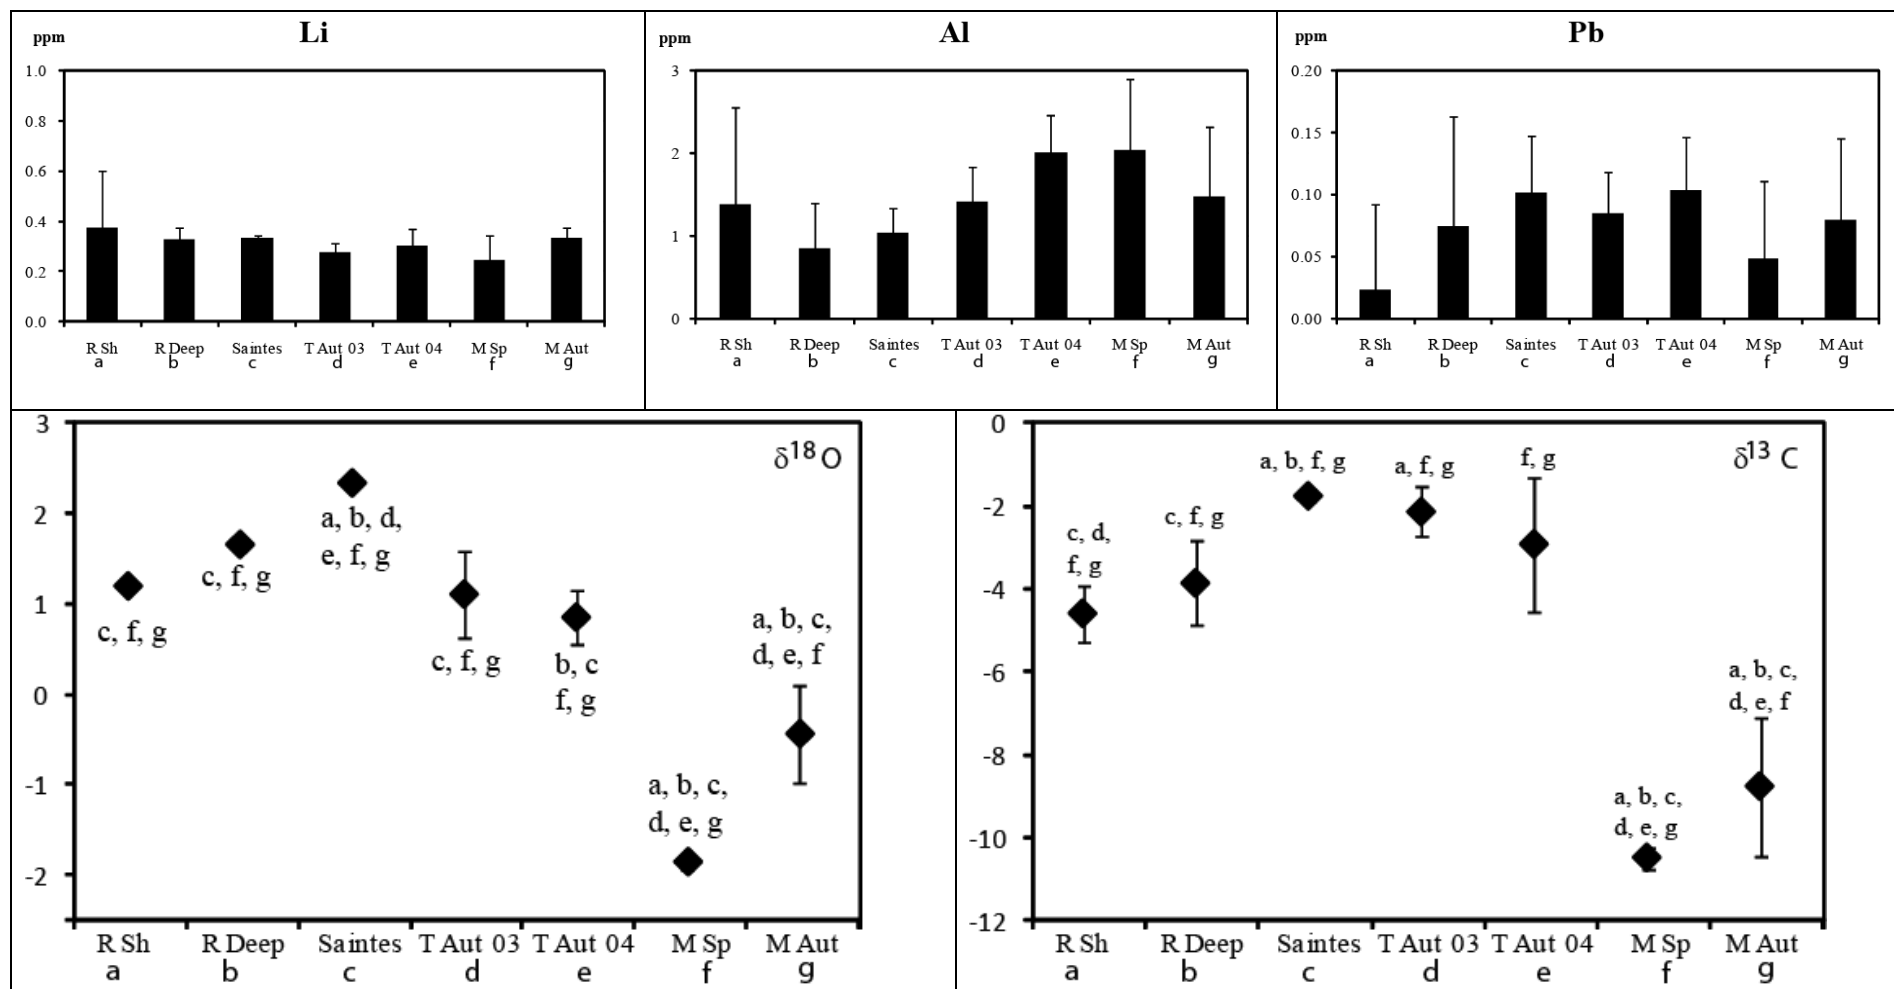 Li
ppm
1.0
0.8
0.6
0.4
0.2
0.0
R Sh R Deep Saintes T Aut 03 T Aut 04 M Sp M Aut
a b c d e f g
Al
ppm
3
2
1
0
R Sh R Deep Saintes T Aut 03 T Aut 04 M Sp M Aut
a b c d e f g
Pb
ppm
0.20
0.15
0.10
0.05
0.00
R Sh R Deep Saintes T Aut 03 T Aut 04 M Sp M Aut
a b c d e f g
δ18 O
3
2
1
0
-1
-2
c, f, g
c, f, g
a, b, d,
e, f, g
c, f, g
b, c
f, g
a, b, c,
d, e, g
a, b, c,
d, e, f
R Sh R Deep Saintes T Aut 03 T Aut 04 M Sp M Aut
a b c d e f g
δ13 C
0
-2
-4
-6
-8
-10
-12
c, d,
f, g
c, f, g
a, b, f, g
a, f, g
f, g
a, b, c,
d, e, g
a, b, c,
d, e, f
R Sh R Deep Saintes T Aut 03 T Aut 04 M Sp M Aut
a b c d e f g